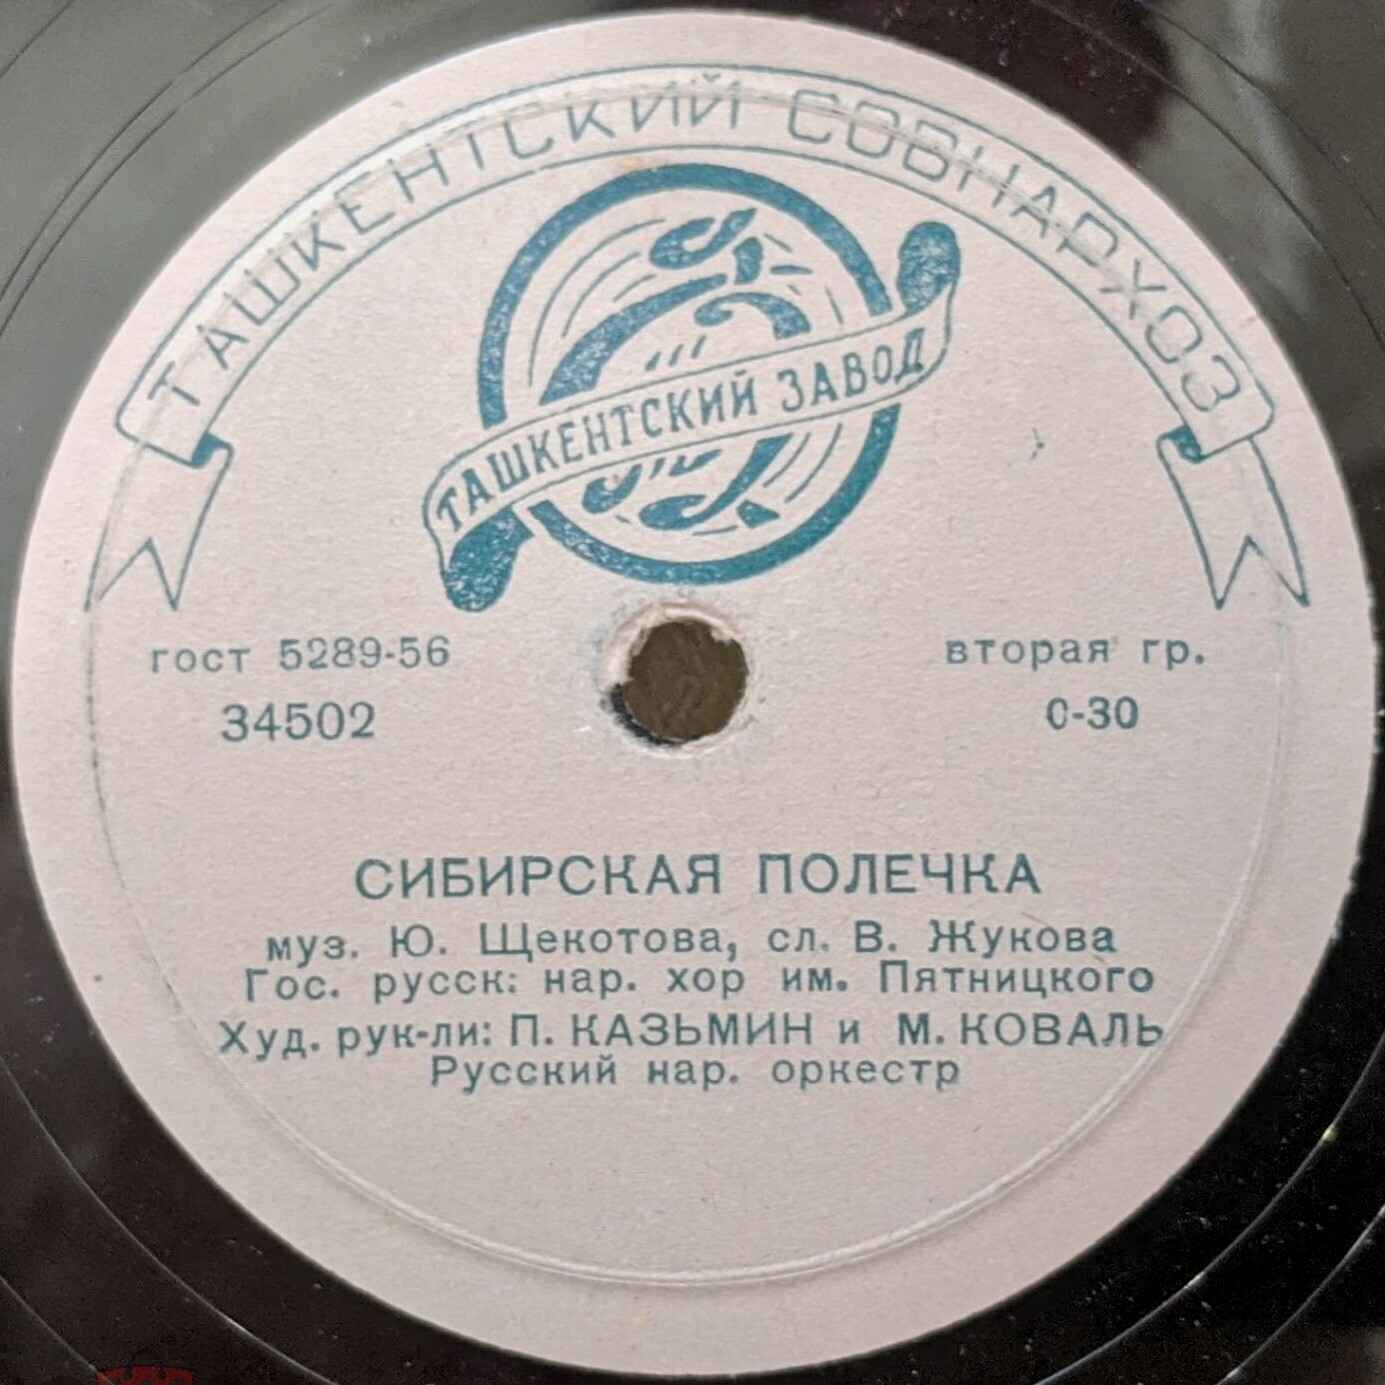 ТАШКЕНТСКИЙ СОВНАРХОЗ
ТАШКЕНТСКИЙ ЗАВОД
гост 5289-56
вторая гр.
34502
0-30
СИБИРСКАЯ ПОЛЕЧКА
муз. Ю. Щекотова, сл. В. Жукова
Гос. русск: нар. хор им. Пятницкого
Худ. рук-ли: П. КАЗЬМИН и М. КОВАЛЬ
Русский нар. оркестр